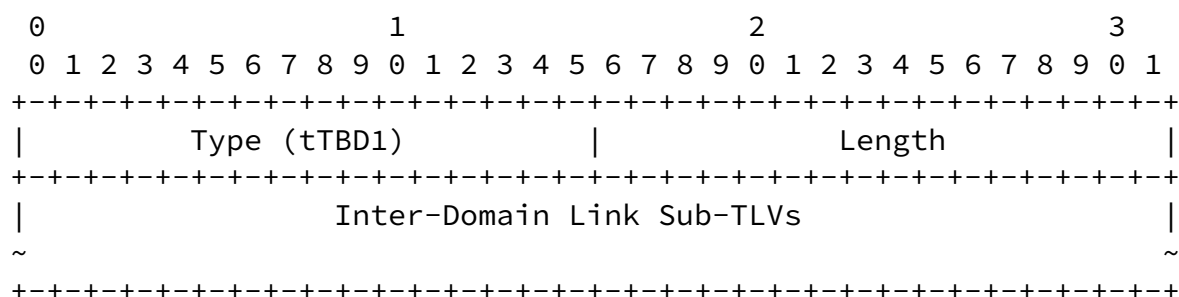 0                   1                   2                   3
 0 1 2 3 4 5 6 7 8 9 0 1 2 3 4 5 6 7 8 9 0 1 2 3 4 5 6 7 8 9 0 1
+-+-+-+-+-+-+-+-+-+-+-+-+-+-+-+-+-+-+-+-+-+-+-+-+-+-+-+-+-+-+-+-+
|         Type (tTBD1)          |             Length            |
+-+-+-+-+-+-+-+-+-+-+-+-+-+-+-+-+-+-+-+-+-+-+-+-+-+-+-+-+-+-+-+-+
|                 Inter-Domain Link Sub-TLVs                    |
~                                                               ~
+-+-+-+-+-+-+-+-+-+-+-+-+-+-+-+-+-+-+-+-+-+-+-+-+-+-+-+-+-+-+-+-+